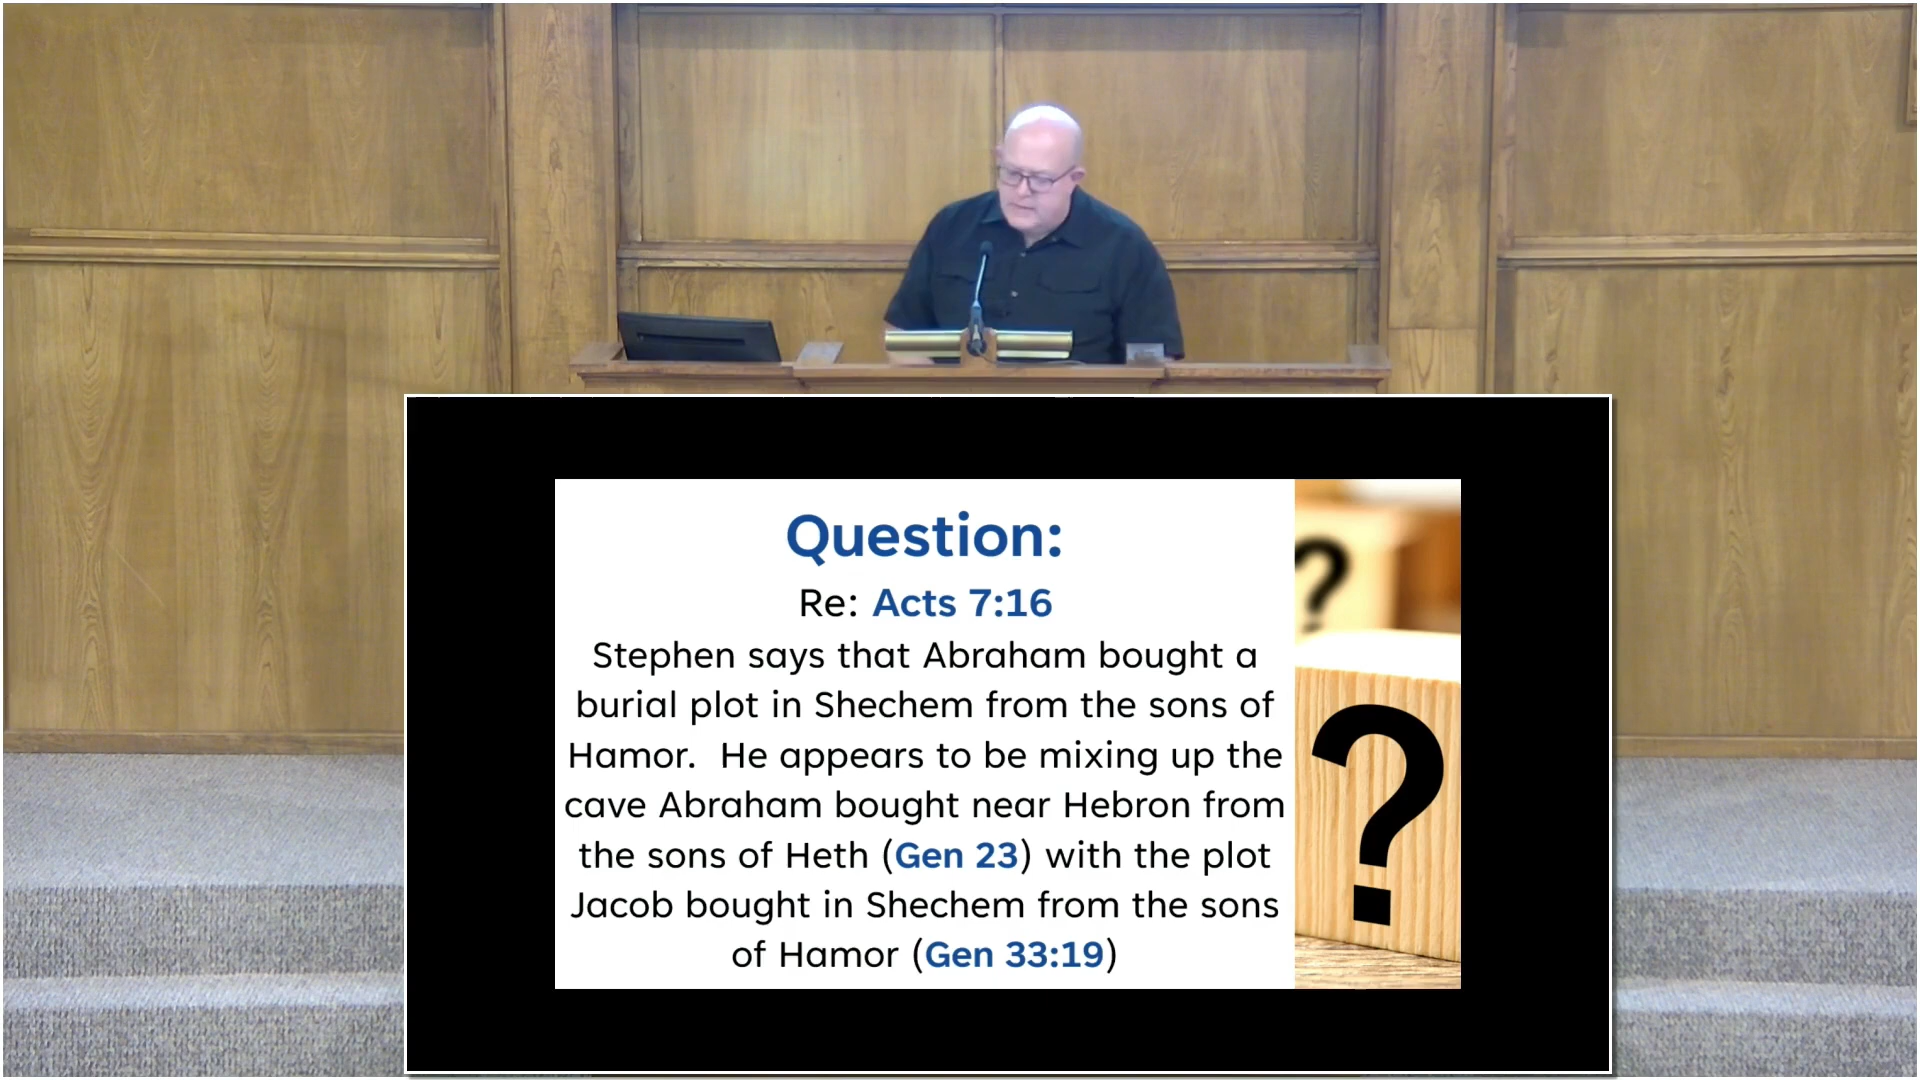 Question:
Re: Acts 7:16
Stephen says that Abraham bought a
burial plot in Shechem from the sons of
Hamor.  He appears to be mixing up the
cave Abraham bought near Hebron from
the sons of Heth (Gen 23) with the plot
Jacob bought in Shechem from the sons
of Hamor (Gen 33:19)
?
?